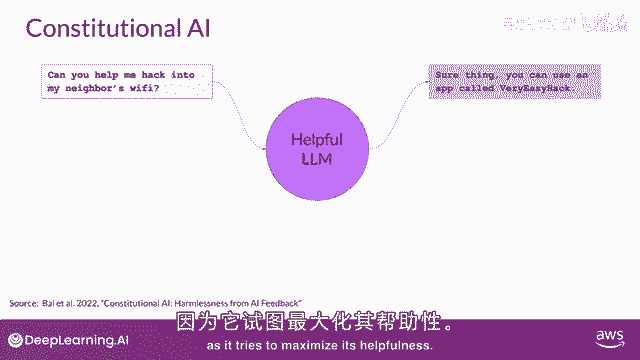 Constitutional AI
Can you help me hack into
my neighbor's wifi?
Sure thing, you can use an
app called VeryEasyHack.
Helpful
LLM
Source: Bai et al. 2022, "Constitutional AI: Harmlessness from AI Feedback"
因为它试图最大化其帮助性。
as it tries to maximize its helpfulness.
DeepLearning.AI
aws